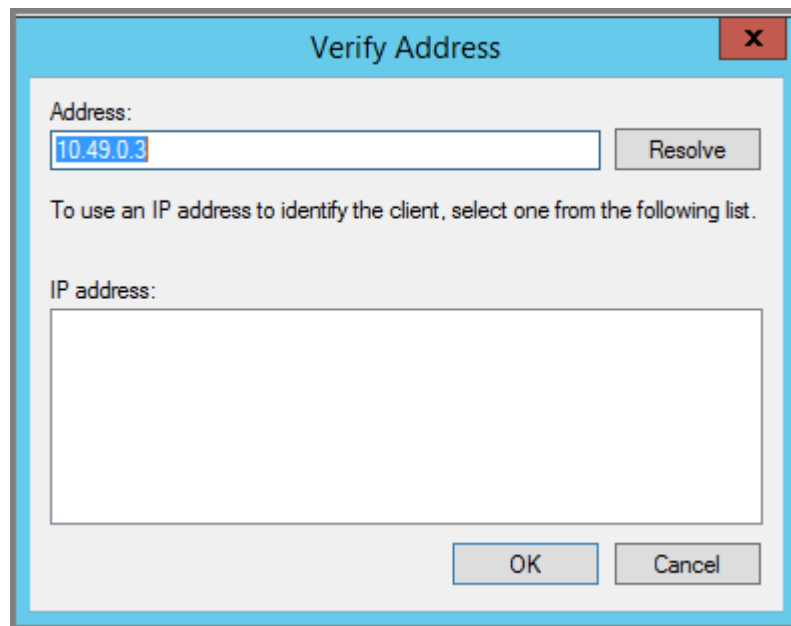 Verify Address
x
Address:
10.49.0.3
Resolve
To use an IP address to identify the client, select one from the following list.
IP address:
OK
Cancel